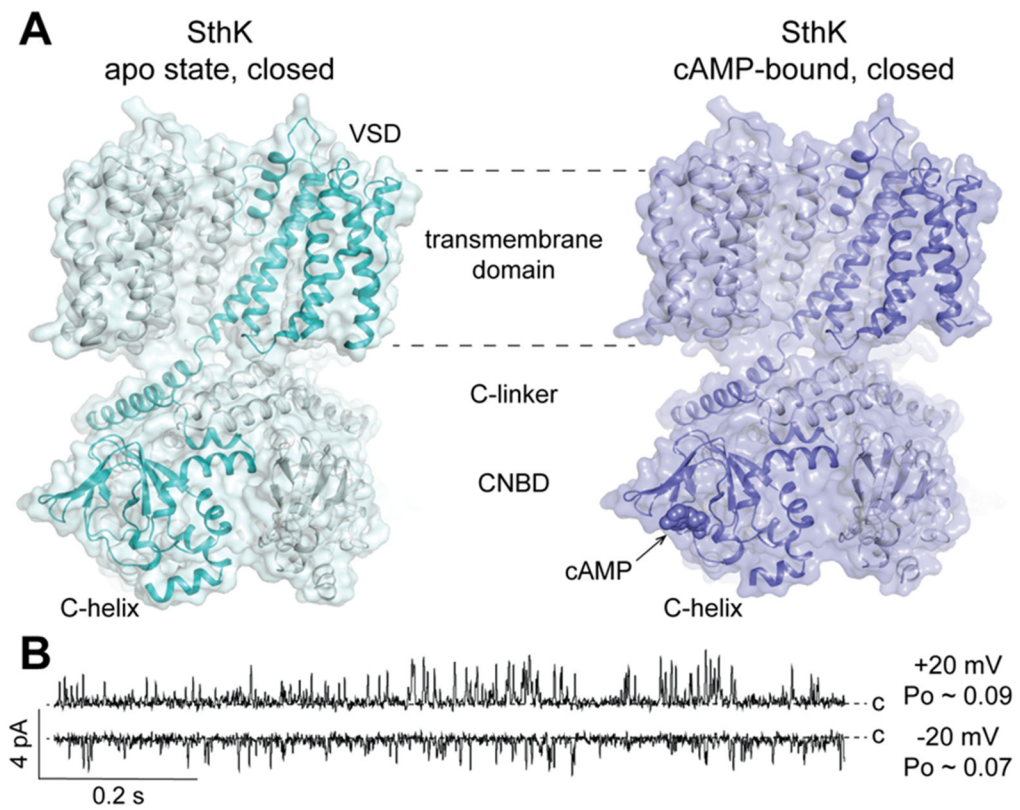 A
SthK
apo state, closed
SthK
cAMP-bound, closed
VSD
transmembrane
domain
C-linker
CNBD
cAMP
C-helix
C-helix
B
+20 mV
Po ~ 0.09
c
c
-20 mV
Po ~ 0.07
4 pA
0.2 s